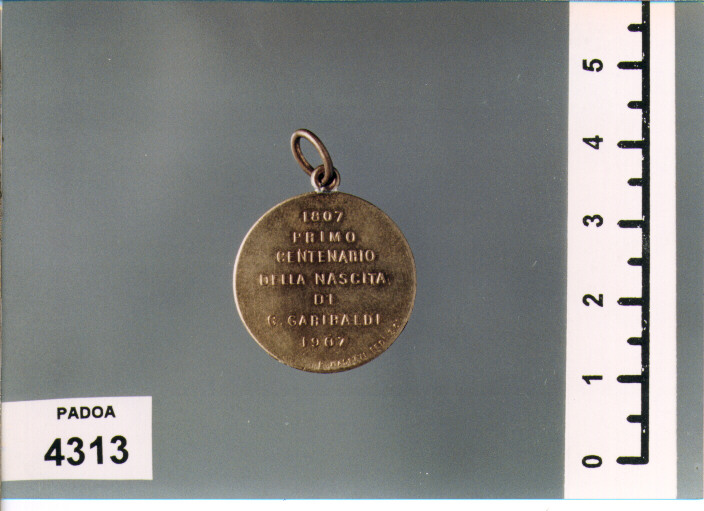 1807
PRIMO
CENTENARIO
DELLA NASCITA
DI
G. GARIBALDI
1907
PADOA
4313
5
4
3
2
1
0